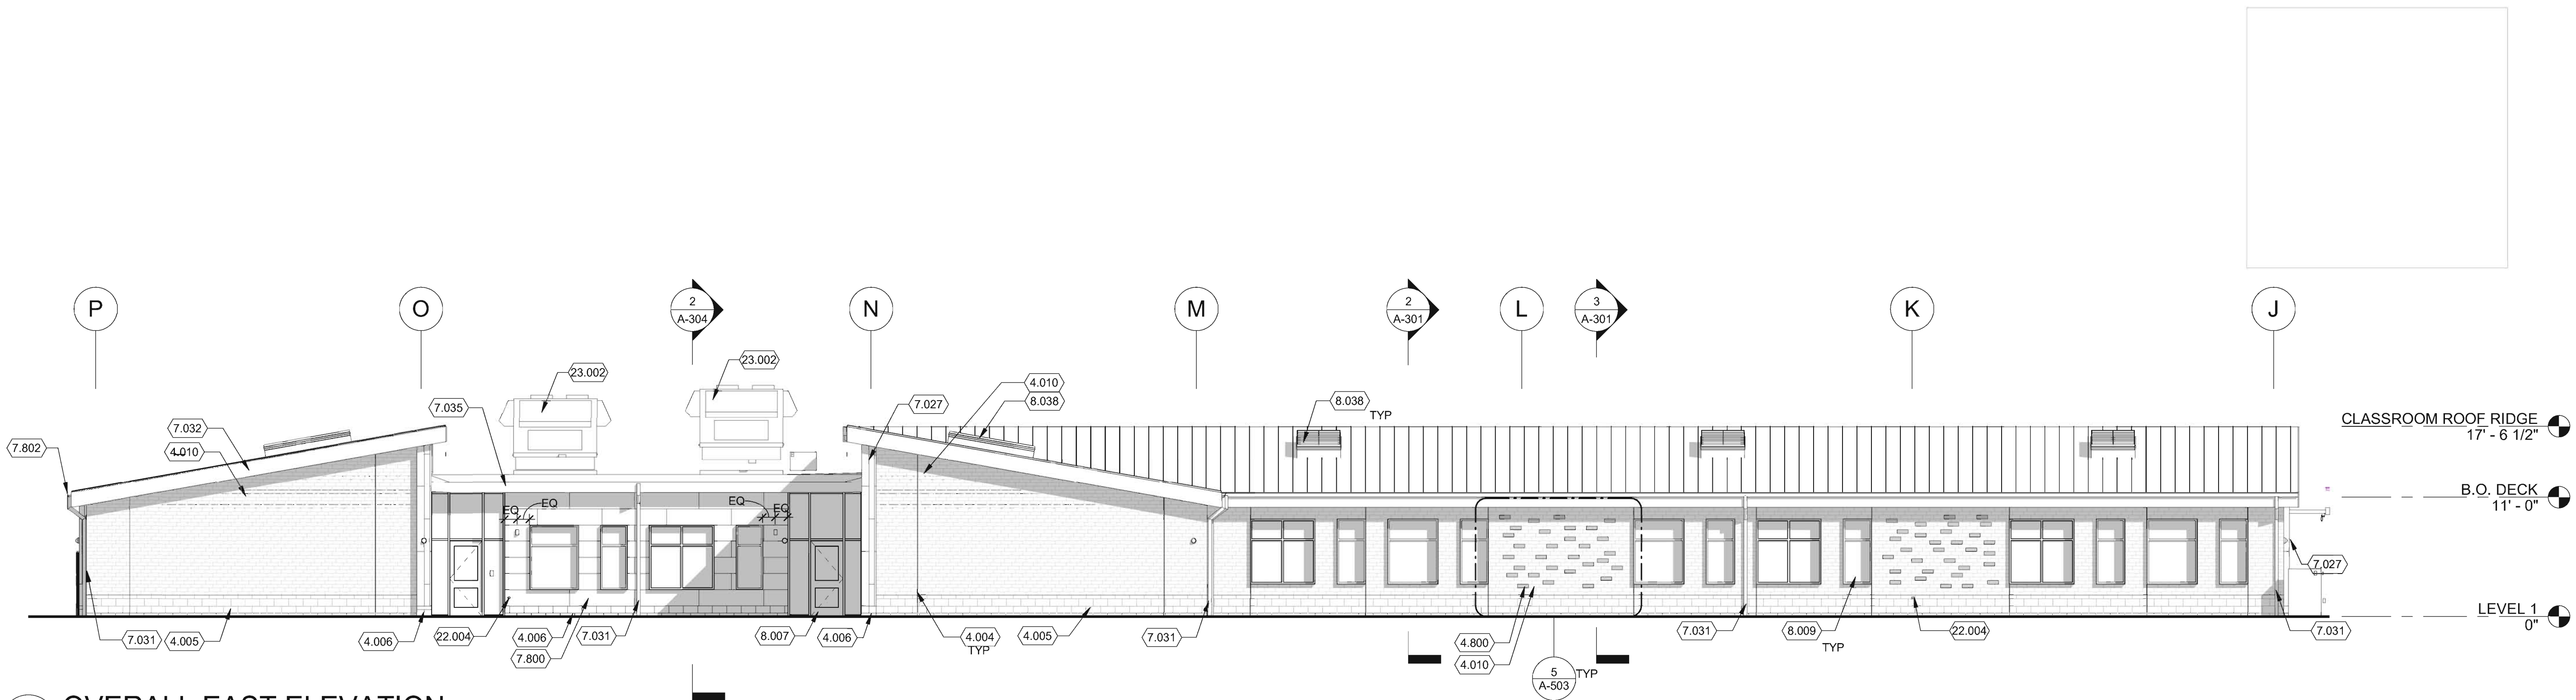 P
O
2
A-304
N
M
2
A-301
L
3
A-301
K
J
23.002
23.002
4.010
8.038
7.035
7.027
8.038
TYP
7.032
4.010
7.802
CLASSROOM ROOF RIDGE
17' - 6 1/2"
B.O. DECK
11' - 0"
EQ
EQ
EQ
EQ
7.027
LEVEL 1
0"
7.031
4.005
4.006
22.004
4.006
7.031
7.800
8.007
4.006
4.004
TYP
4.005
7.031
4.800
4.010
5
A-503
TYP
7.031
8.009
TYP
22.004
7.031
OVERALL EAST ELEVATION